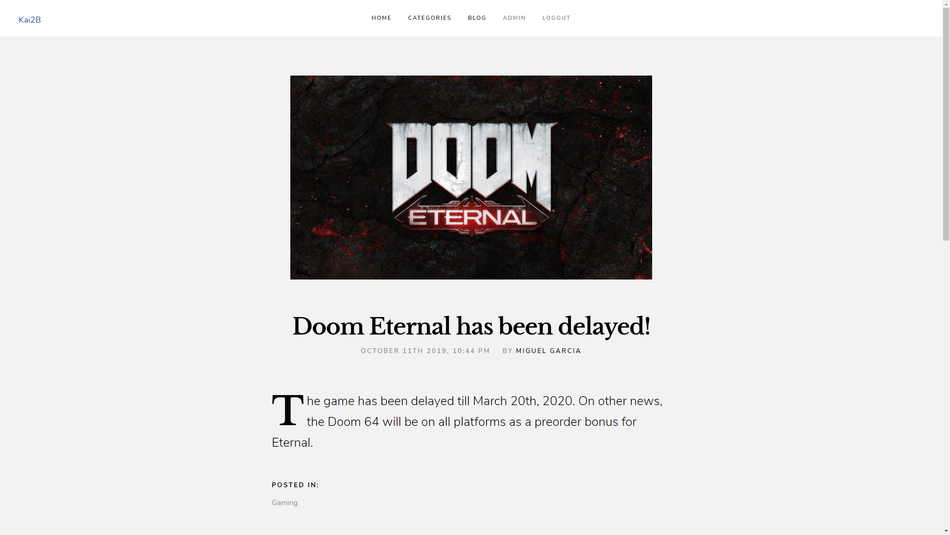 Kai2B
HOME CATEGORIES BLOG ADMIN LOGOUT
DOOM
ETERNAL
Doom Eternal has been delayed!
OCTOBER 11TH 2019, 10:44 PM BY MIGUEL GARCIA
The game has been delayed till March 20th, 2020. On other news,
the Doom 64 will be on all platforms as a preorder bonus for
Eternal.
POSTED IN:
Gaming